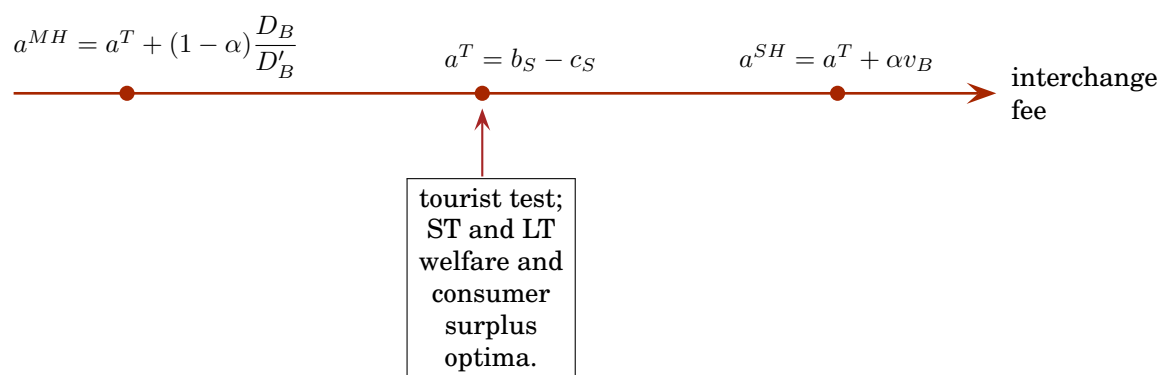 a^{MH} = a^T + (1 − α) \frac{D_B}{D'_B}
a^T = b_S − c_S
a^{SH} = a^T + αv_B
interchange
fee
tourist test;
ST and LT
welfare and
consumer
surplus
optima.